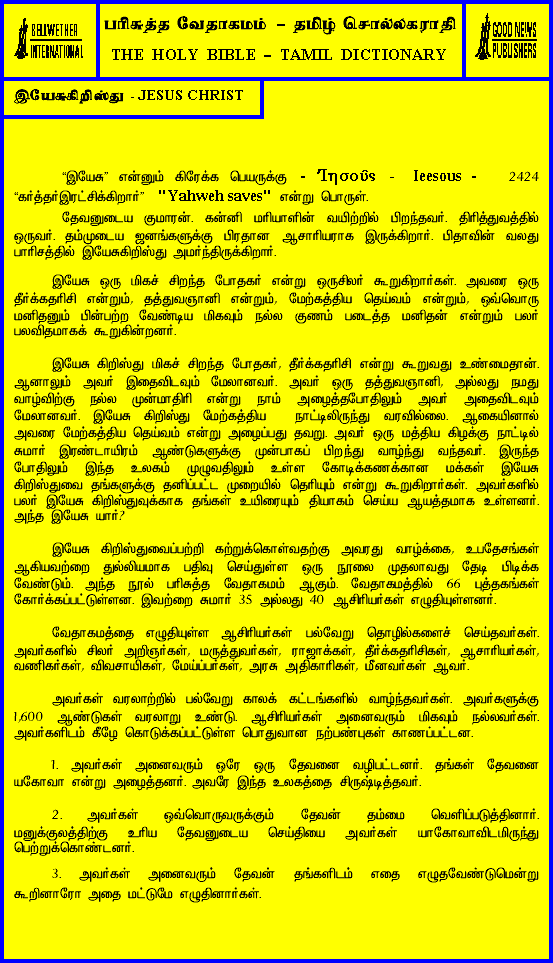 BELLWETHER
INTERNATIONAL
பரிசுத்த வேதாகமம் – தமிழ் சொல்லகராதி
THE HOLY BIBLE – TAMIL DICTIONARY
GOOD NEWS
PUBLISHERS
இயேசுகிறிஸ்து - JESUS CHRIST
“இயேசு” என்னும் கிரேக்க பெயருக்கு - Ἰησοῦς - Ieesous - 2424
“கர்த்தர்இரட்சிக்கிறார்” "Yahweh saves" என்று பொருள்.
தேவனுடைய குமாரன். கன்னி மரியாளின் வயிற்றில் பிறந்தவர். திரித்துவத்தில்
ஒருவர். தம்முடைய ஜனங்களுக்கு பிரதான ஆசாரியராக இருக்கிறார். பிதாவின் வலது
பாரிசத்தில் இயேசுகிறிஸ்து அமர்ந்திருக்கிறார்.
இயேசு ஒரு மிகச் சிறந்த போதகர் என்று ஒருசிலர் கூறுகிறார்கள். அவரை ஒரு
தீர்க்கதரிசி என்றும், தத்துவஞானி என்றும், மேற்கத்திய தெய்வம் என்றும், ஒவ்வொரு
மனிதனும் பின்பற்ற வேண்டிய மிகவும் நல்ல குணம் படைத்த மனிதன் என்றும் பலர்
பலவிதமாகக் கூறுகின்றனர்.
இயேசு கிறிஸ்து மிகச் சிறந்த போதகர், தீர்க்கதரிசி என்று கூறுவது உண்மைதான்.
ஆனாலும் அவர் இதைவிடவும் மேலானவர். அவர் ஒரு தத்துவஞானி, அல்லது நமது
வாழ்விற்கு நல்ல முன்மாதிரி என்று நாம் அழைத்தபோதிலும் அவர் அதைவிடவும்
மேலானவர். இயேசு கிறிஸ்து மேற்கத்திய நாட்டிலிருந்து வரவில்லை. ஆகையினால்
அவரை மேற்கத்திய தெய்வம் என்று அழைப்பது தவறு. அவர் ஒரு மத்திய கிழக்கு நாட்டில்
சுமார் இரண்டாயிரம் ஆண்டுகளுக்கு முன்பாகப் பிறந்து வாழ்ந்து வந்தவர். இருந்த
போதிலும் இந்த உலகம் முழுவதிலும் உள்ள கோடிக்கணக்கான மக்கள் இயேசு
கிறிஸ்துவை தங்களுக்கு தனிப்பட்ட முறையில் தெரியும் என்று கூறுகிறார்கள். அவர்களில்
பலர் இயேசு கிறிஸ்துவுக்காக தங்கள் உயிரையும் தியாகம் செய்ய ஆயத்தமாக உள்ளனர்.
அந்த இயேசு யார்?
இயேசு கிறிஸ்துவைப்பற்றி கற்றுக்கொள்வதற்கு அவரது வாழ்க்கை, உபதேசங்கள்
ஆகியவற்றை துல்லியமாக பதிவு செய்துள்ள ஒரு நூலை முதலாவது தேடி பிடிக்க
வேண்டும். அந்த நூல் பரிசுத்த வேதாகமம் ஆகும். வேதாகமத்தில் 66 புத்தகங்கள்
கோர்க்கப்பட்டுள்ளன. இவற்றை சுமார் 35 அல்லது 40 ஆசிரியர்கள் எழுதியுள்ளனர்.
வேதாகமத்தை எழுதியுள்ள ஆசிரியர்கள் பல்வேறு தொழில்களைச் செய்தவர்கள்.
அவர்களில் சிலர் அறிஞர்கள், மருத்துவர்கள், ராஜாக்கள், தீர்க்கதரிசிகள், ஆசாரியர்கள்,
வணிகர்கள், விவசாயிகள், மேய்ப்பர்கள், அரசு அதிகாரிகள், மீனவர்கள் ஆவர்.
அவர்கள் வரலாற்றில் பல்வேறு காலக் கட்டங்களில் வாழ்ந்தவர்கள். அவர்களுக்கு
1,600 ஆண்டுகள் வரலாறு உண்டு. ஆசிரியர்கள் அனைவரும் மிகவும் நல்லவர்கள்.
அவர்களிடம் கீழே கொடுக்கப்பட்டுள்ள பொதுவான நற்பண்புகள் காணப்பட்டன.
1. அவர்கள் அனைவரும் ஒரே ஒரு தேவனை வழிபட்டனர். தங்கள் தேவனை
யகோவா என்று அழைத்தனர். அவரே இந்த உலகத்தை சிருஷ்டித்தவர்.
2. அவர்கள் ஒவ்வொருவருக்கும் தேவன் தம்மை வெளிப்படுத்தினார்.
மனுக்குலத்திற்கு உரிய தேவனுடைய செய்தியை அவர்கள் யாகோவாவிடமிருந்து
பெற்றுக்கொண்டனர்.
3. அவர்கள் அனைவரும் தேவன் தங்களிடம் எதை எழுதவேண்டுமென்று
கூறினாரோ அதை மட்டுமே எழுதினார்கள்.